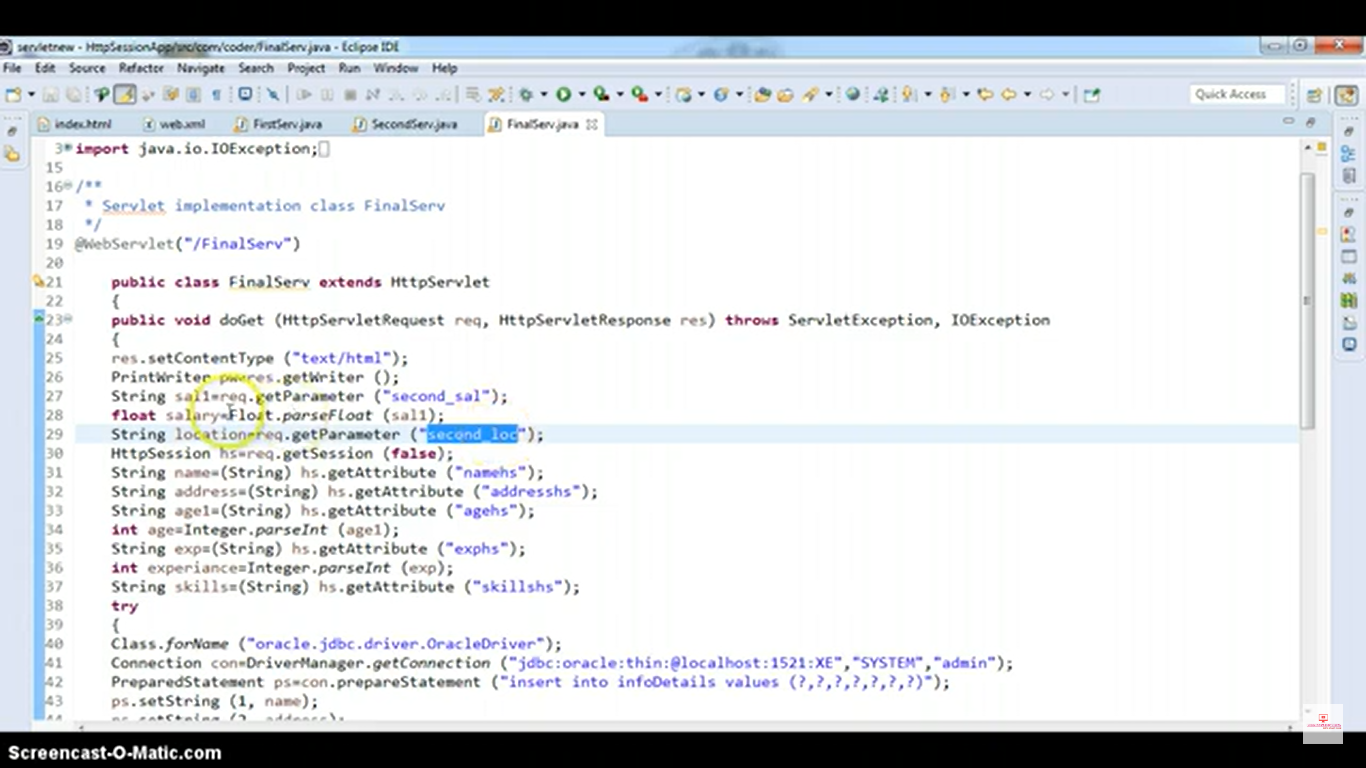 servletnew - HttpSessionApp/src/com/coder/FinalServ.java - Eclipse IDE
File Edit Source Refactor Navigate Search Project Run Window Help
Quick Access
index.html web.xml FirstServ.java SecondServ.java FinalServ.java
3 import java.io.IOException;
15
16 /**
17 * Servlet implementation class FinalServ
18 */
19 @WebServlet("/FinalServ")
20
21 public class FinalServ extends HttpServlet
22 {
23 public void doGet (HttpServletRequest req, HttpServletResponse res) throws ServletException, IOException
24 {
25 res.setContentType ("text/html");
26 PrintWriter pw=res.getWriter ();
27 String sal1=req.getParameter ("second_sal");
28 float salary=Float.parseFloat (sal1);
29 String location=req.getParameter ("second_loc");
30 HttpSession hs=req.getSession (false);
31 String name=(String) hs.getAttribute ("namehs");
32 String address=(String) hs.getAttribute ("addresshs");
33 String age1=(String) hs.getAttribute ("agehs");
34 int age=Integer.parseInt (age1);
35 String exp=(String) hs.getAttribute ("exphs");
36 int experiance=Integer.parseInt (exp);
37 String skills=(String) hs.getAttribute ("skillshs");
38 try
39 {
40 Class.forName ("oracle.jdbc.driver.OracleDriver");
41 Connection con=DriverManager.getConnection ("jdbc:oracle:thin:@localhost:1521:XE","SYSTEM","admin");
42 PreparedStatement ps=con.prepareStatement ("insert into infoDetails values (?,?,?,?,?,?,?)");
43 ps.setString (1, name);
44 ps.setString (2, address);
Screencast-O-Matic.com